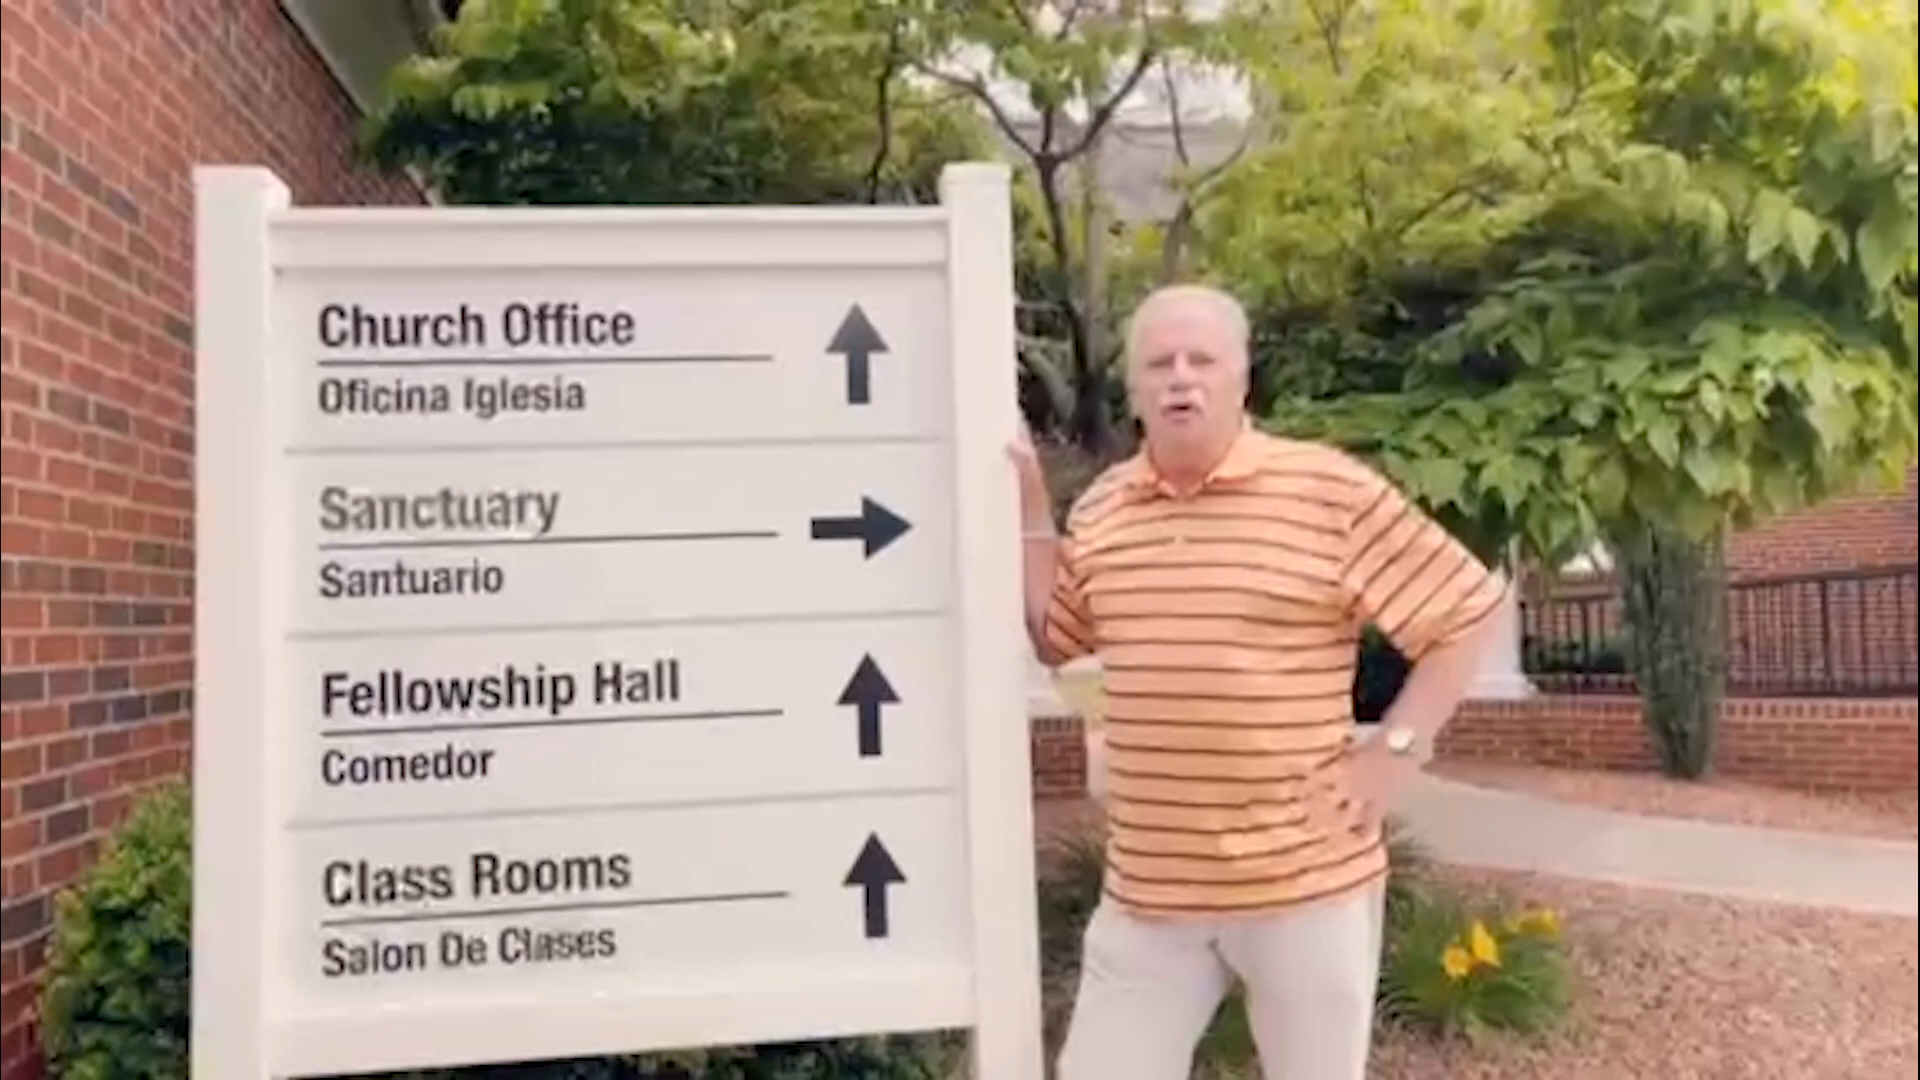 Church Office
Oficina Iglesia
Sanctuary
Santuario
Fellowship Hall
Comedor
Class Rooms
Salon De Clases